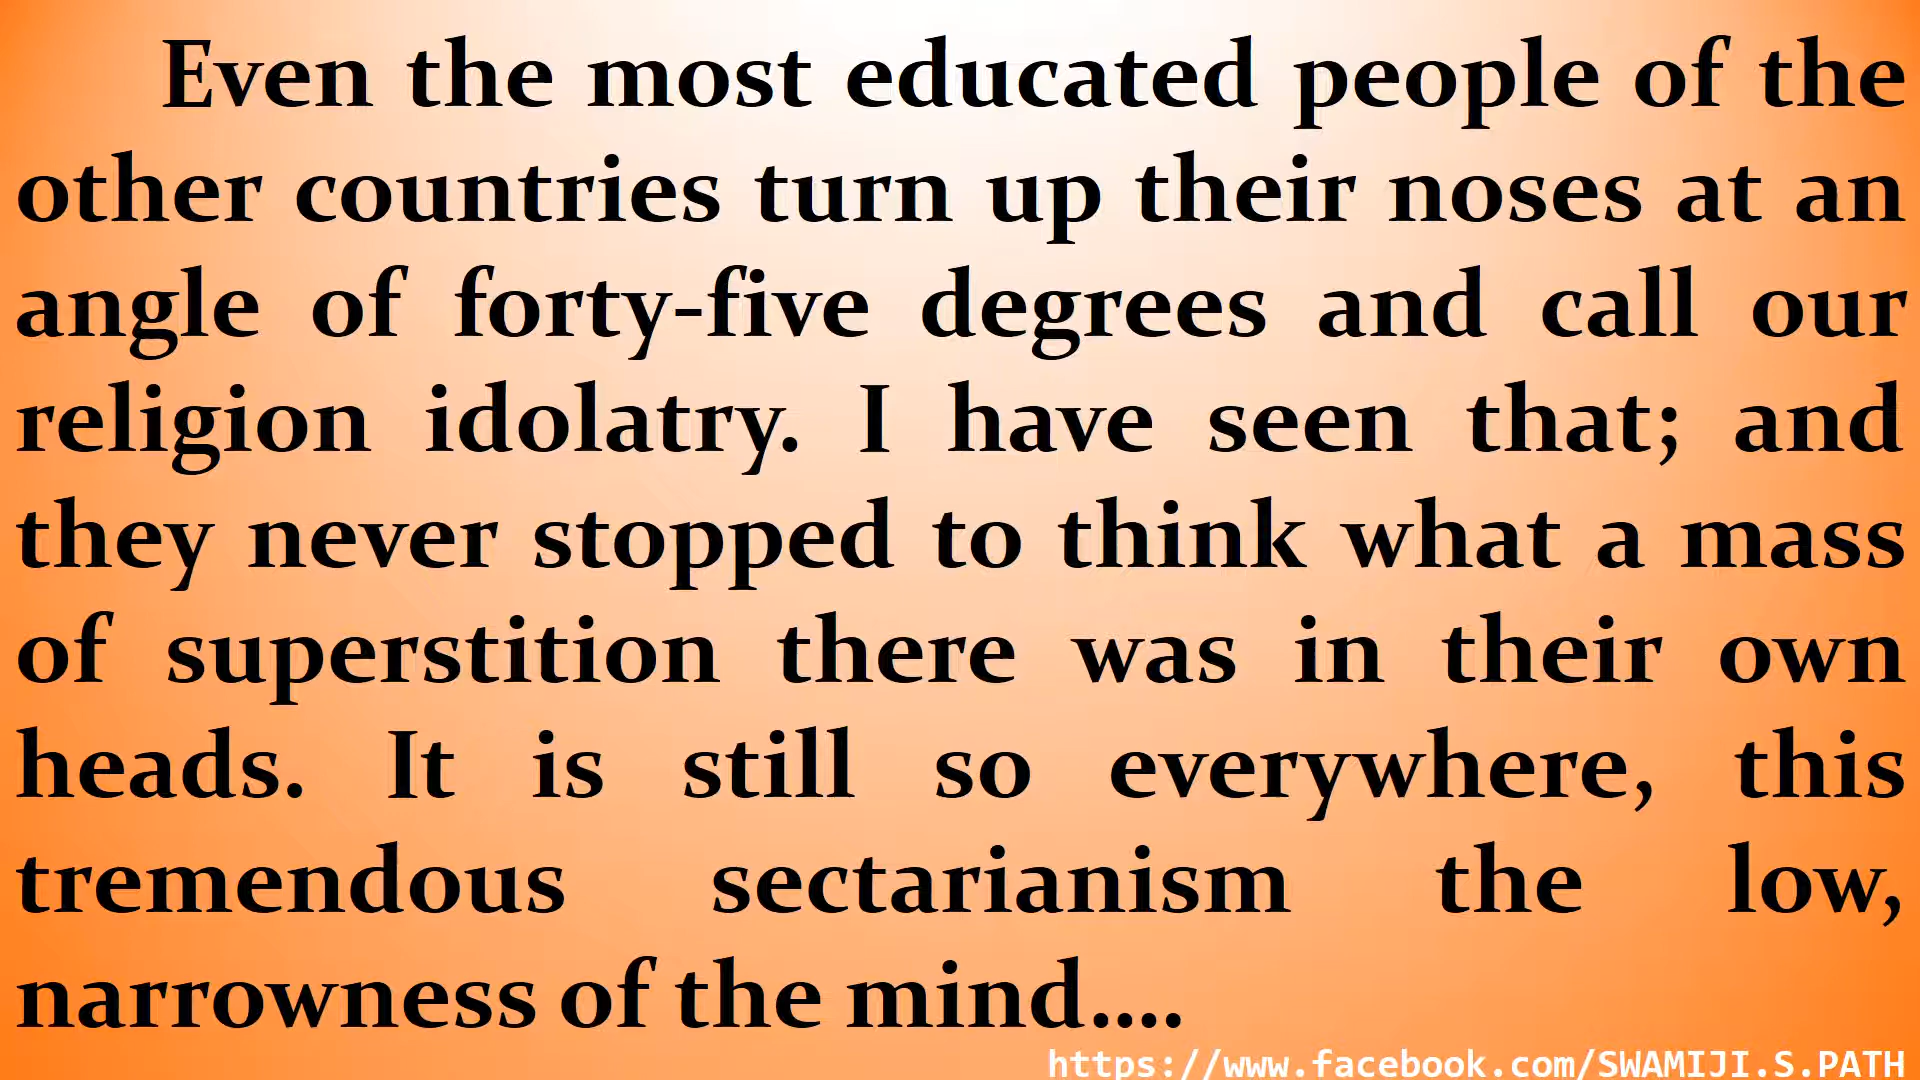 Even the most educated people of the
other countries turn up their noses at an
angle of forty-five degrees and call our
religion idolatry. I have seen that; and
they never stopped to think what a mass
of superstition there was in their own
heads. It is still so everywhere, this
tremendous sectarianism the low,
narrowness of the mind....
https://www.facebook.com/SWAMIJI.S.PATH